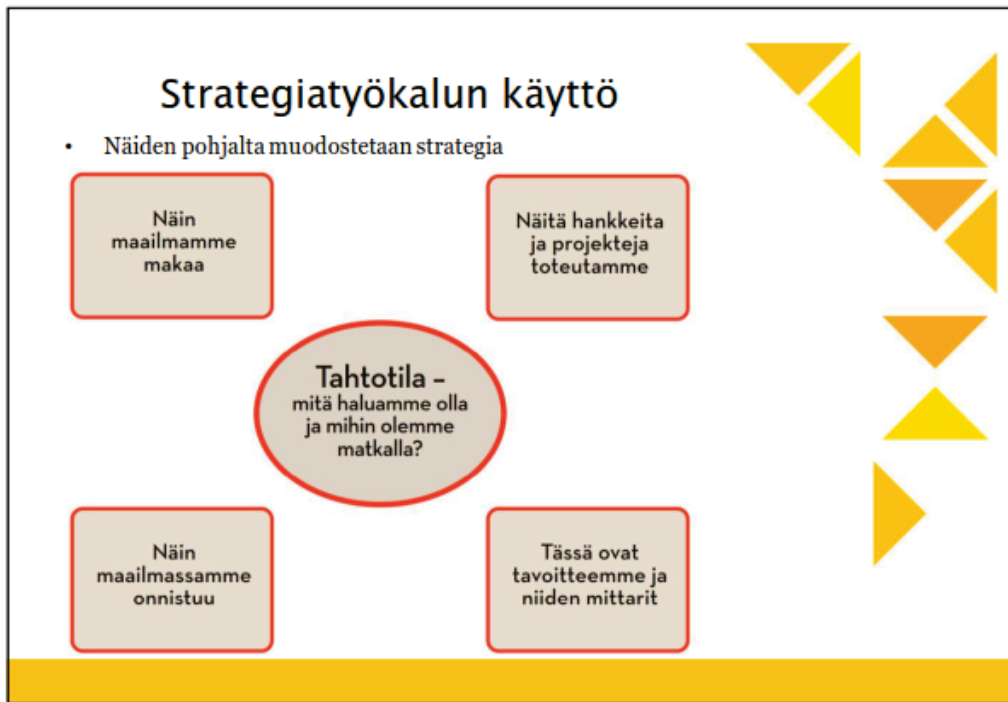 Strategiatyökalun käyttö
• Näiden pohjalta muodostetaan strategia
Näin
maailmamme
makaa
Näitä hankkeita
ja projekteja
toteutamme
Tahtotila –
mitä haluamme olla
ja mihin olemme
matkalla?
Näin
maailmassamme
onnistuu
Tässä ovat
tavoitteemme ja
niiden mittarit